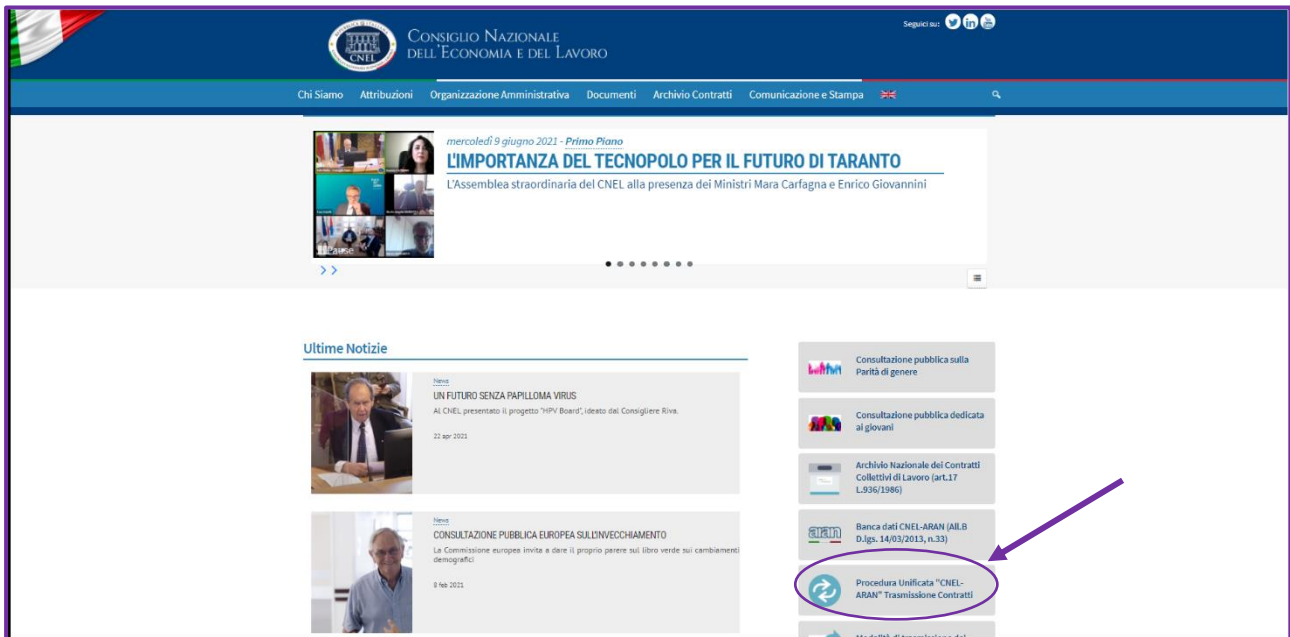 Seguici su:
CNEL
Consiglio Nazionale
dell'Economia e del Lavoro
Chi Siamo Attribuzioni Organizzazione Amministrativa Documenti Archivio Contratti Comunicazione e Stampa
mercoledì 9 giugno 2021 - Primo Piano
L'IMPORTANZA DEL TECNOPOLO PER IL FUTURO DI TARANTO
L'Assemblea straordinaria del CNEL alla presenza dei Ministri Mara Carfagna e Enrico Giovannini
Pause
Ultime Notizie
News
UN FUTURO SENZA PAPILLOMA VIRUS
Al CNEL presentato il progetto "HPV Board", ideato dal Consigliere Riva.
22 apr 2021
News
CONSULTAZIONE PUBBLICA EUROPEA SULL'INVECCHIAMENTO
La Commissione europea invita a dare il proprio parere sul libro verde sui cambiamenti
demografici
8 feb 2021
Consultazione pubblica sulla
Parità di genere
Consultazione pubblica dedicata
ai giovani
Archivio Nazionale dei Contratti
Collettivi di Lavoro (art.17
L.936/1986)
aran
Banca dati CNEL-ARAN (All.B
D.lgs. 14/03/2013, n.33)
Procedura Unificata "CNEL-
ARAN" Trasmissione Contratti
Modalità di trasmissione dei